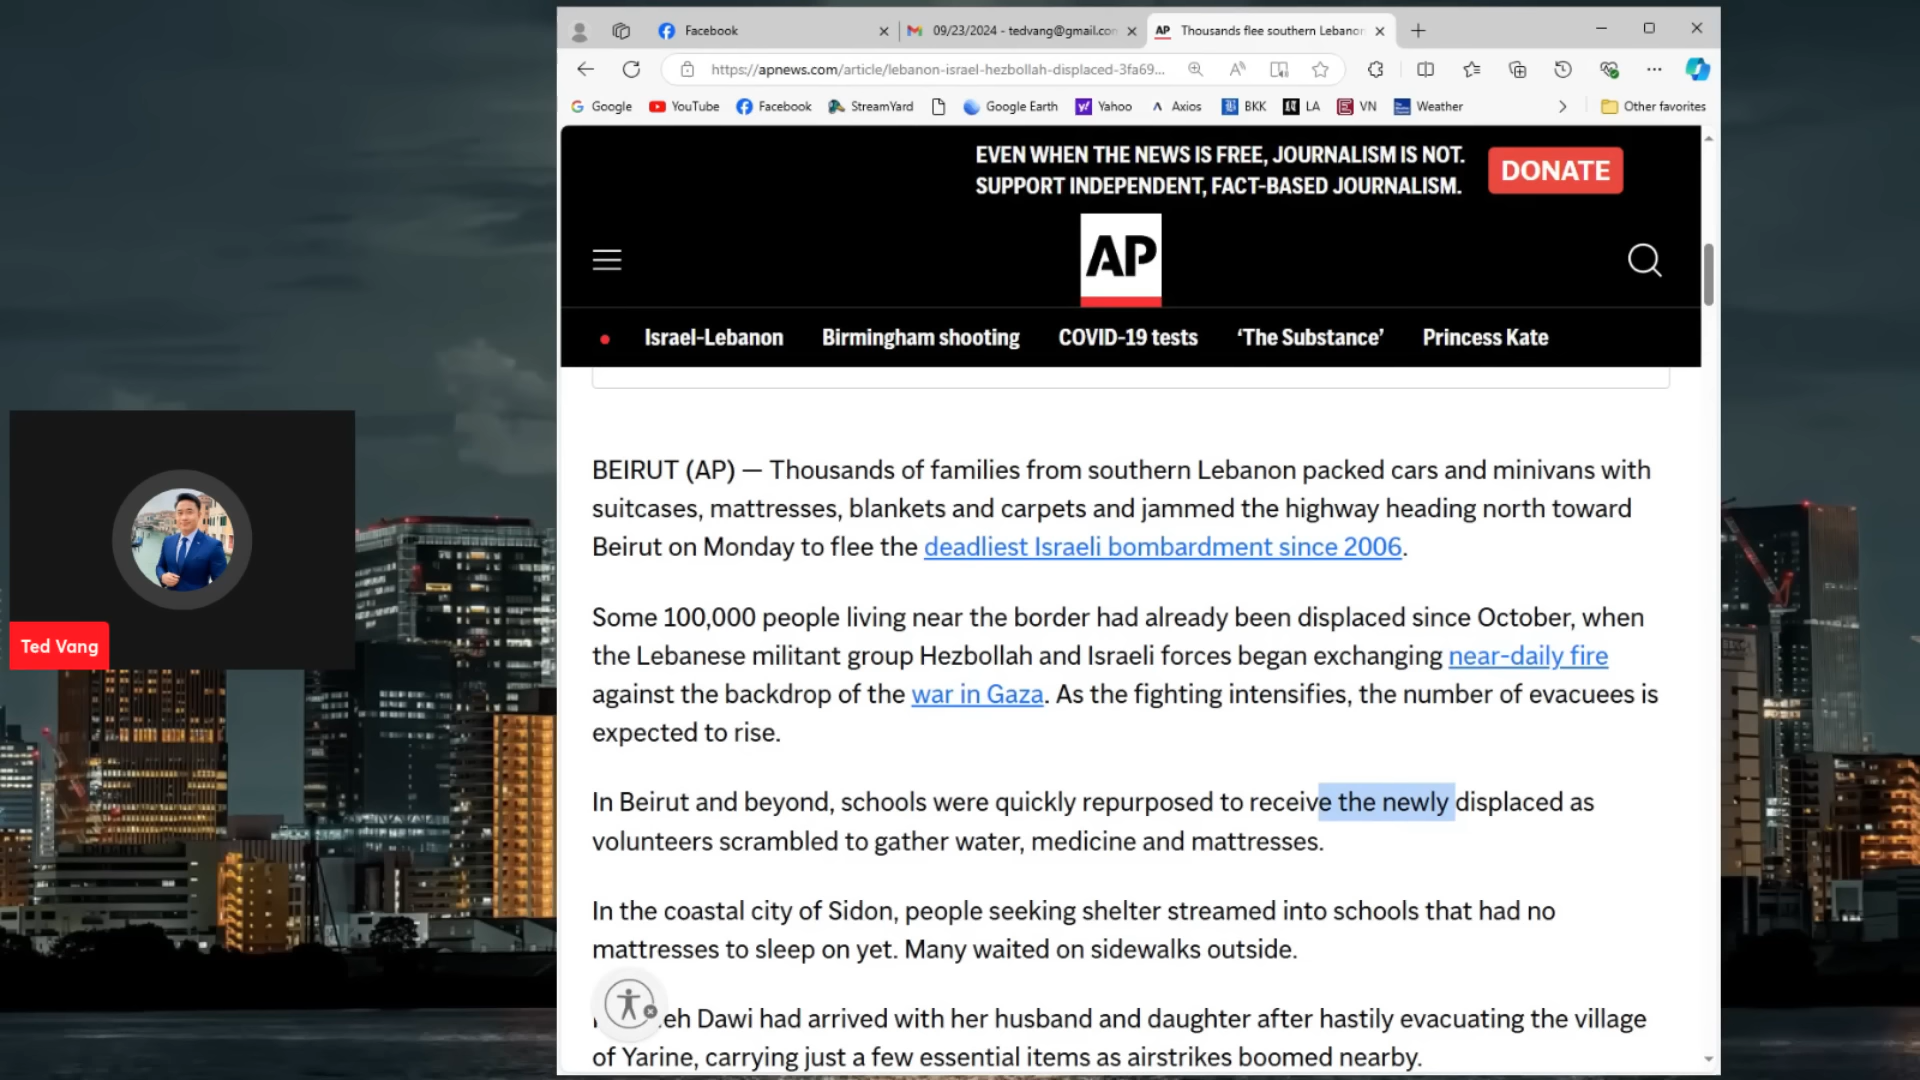 Facebook
09/23/2024 - tedvang@gmail.con
AP Thousands flee southern Lebanon
https://apnews.com/article/lebanon-israel-hezbollah-displaced-3fa69...
Google YouTube Facebook StreamYard Google Earth Yahoo Axios BKK LA VN Weather Other favorites
EVEN WHEN THE NEWS IS FREE, JOURNALISM IS NOT.
SUPPORT INDEPENDENT, FACT-BASED JOURNALISM.
DONATE
AP
Israel-Lebanon Birmingham shooting COVID-19 tests ‘The Substance’ Princess Kate
BEIRUT (AP) — Thousands of families from southern Lebanon packed cars and minivans with
suitcases, mattresses, blankets and carpets and jammed the highway heading north toward
Beirut on Monday to flee the deadliest Israeli bombardment since 2006.
Some 100,000 people living near the border had already been displaced since October, when
the Lebanese militant group Hezbollah and Israeli forces began exchanging near-daily fire
against the backdrop of the war in Gaza. As the fighting intensifies, the number of evacuees is
expected to rise.
In Beirut and beyond, schools were quickly repurposed to receive the newly displaced as
volunteers scrambled to gather water, medicine and mattresses.
In the coastal city of Sidon, people seeking shelter streamed into schools that had no
mattresses to sleep on yet. Many waited on sidewalks outside.
eh Dawi had arrived with her husband and daughter after hastily evacuating the village
of Yarine, carrying just a few essential items as airstrikes boomed nearby.
Ted Vang